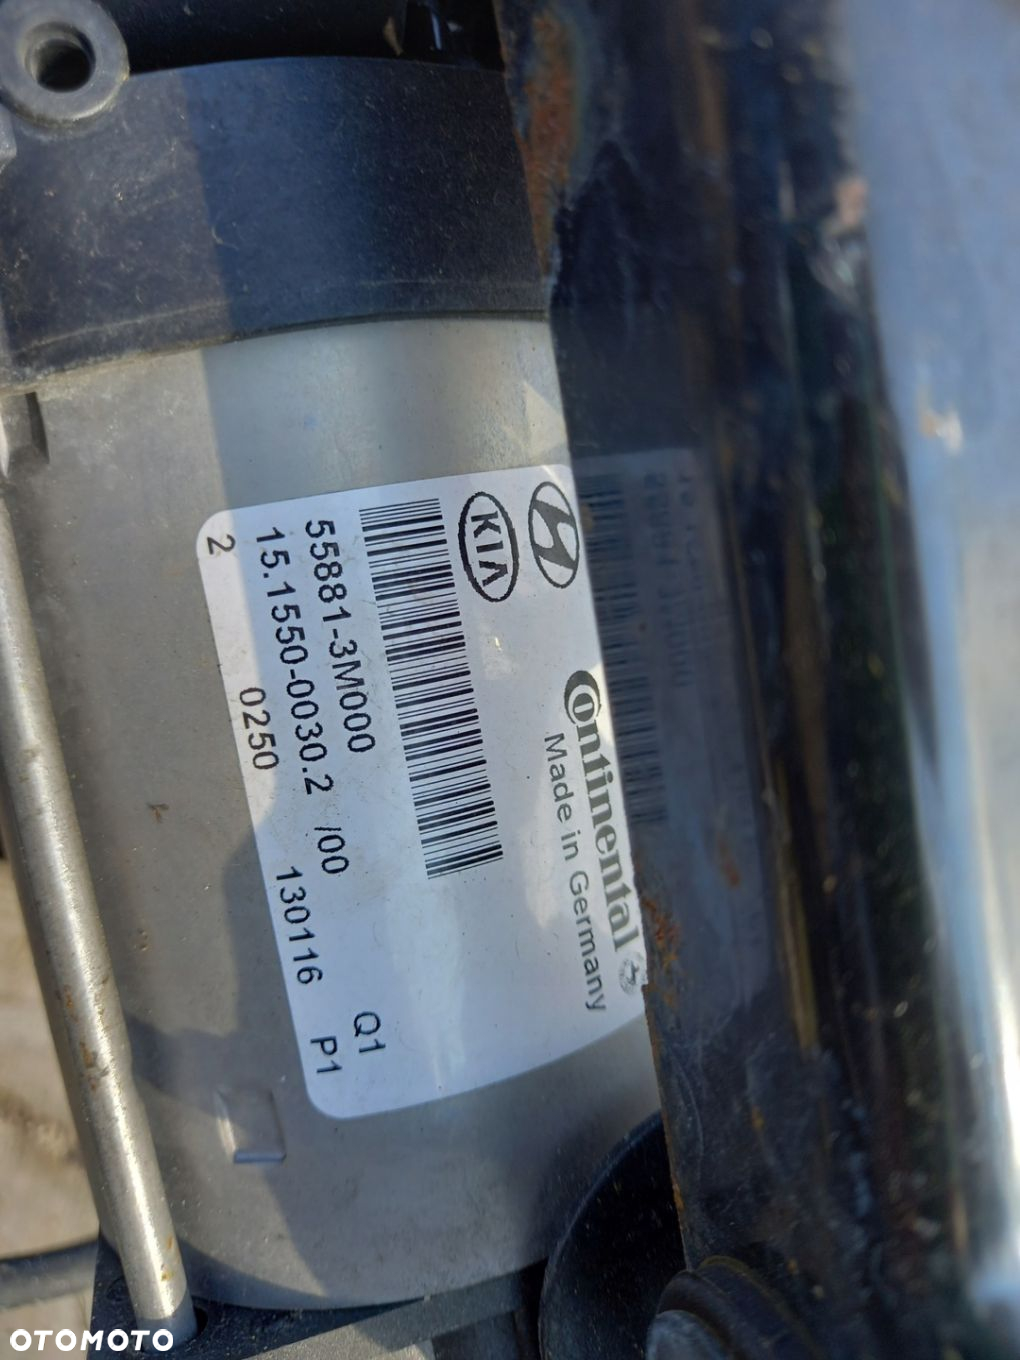 KIA
Continental
Made in Germany
55881-3M000
Q1
15.1550-0030.2 /00
P1
2 0250 130116
OTOMOTO